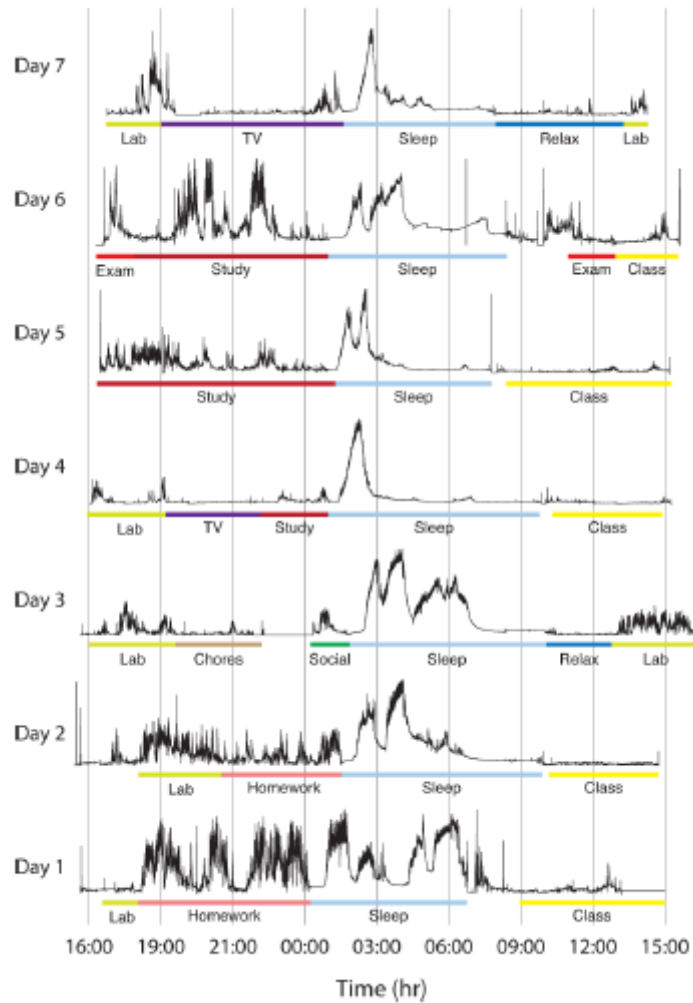 Day 7
Lab TV Sleep Relax Lab
Day 6
Exam Study Sleep Exam Class
Day 5
Study Sleep Class
Day 4
Lab TV Study Sleep Class
Day 3
Lab Chores Social Sleep Relax Lab
Day 2
Lab Homework Sleep Class
Day 1
Lab Homework Sleep Class
16:00 19:00 21:00 00:00 03:00 06:00 09:00 12:00 15:00
Time (hr)